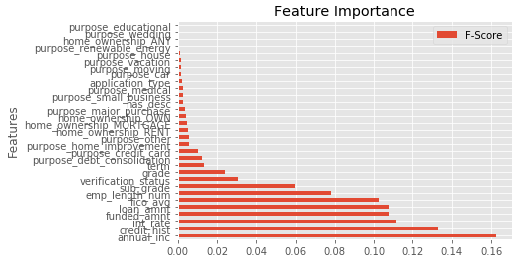 Feature Importance
F-Score
Features
purpose_educational
purpose_wedding
home_ownership_ANY
purpose_renewable_energy
purpose_house
purpose_vacation
purpose_moving
purpose_car
application_type
purpose_medical
purpose_small_business
has_desc
purpose_major_purchase
home_ownership_OWN
home_ownership_MORTGAGE
home_ownership_RENT
purpose_other
purpose_home_improvement
purpose_credit_card
purpose_debt_consolidation
term
grade
verification_status
sub_grade
emp_length_num
fico_avg
loan_amnt
funded_amnt
int_rate
credit_hist
annual_inc
0.00 0.02 0.04 0.06 0.08 0.10 0.12 0.14 0.16